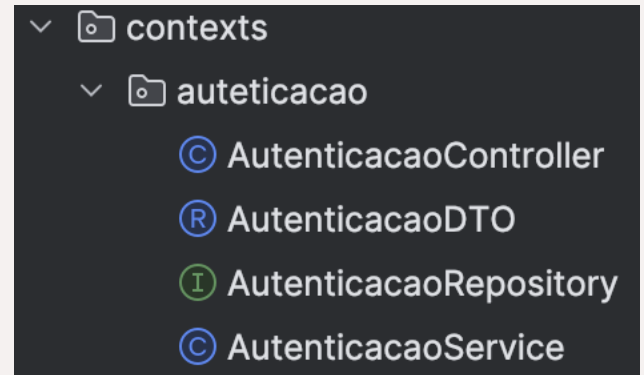 contexts
auteticacao
C AutenticacaoController
R AutenticacaoDTO
I AutenticacaoRepository
C AutenticacaoService